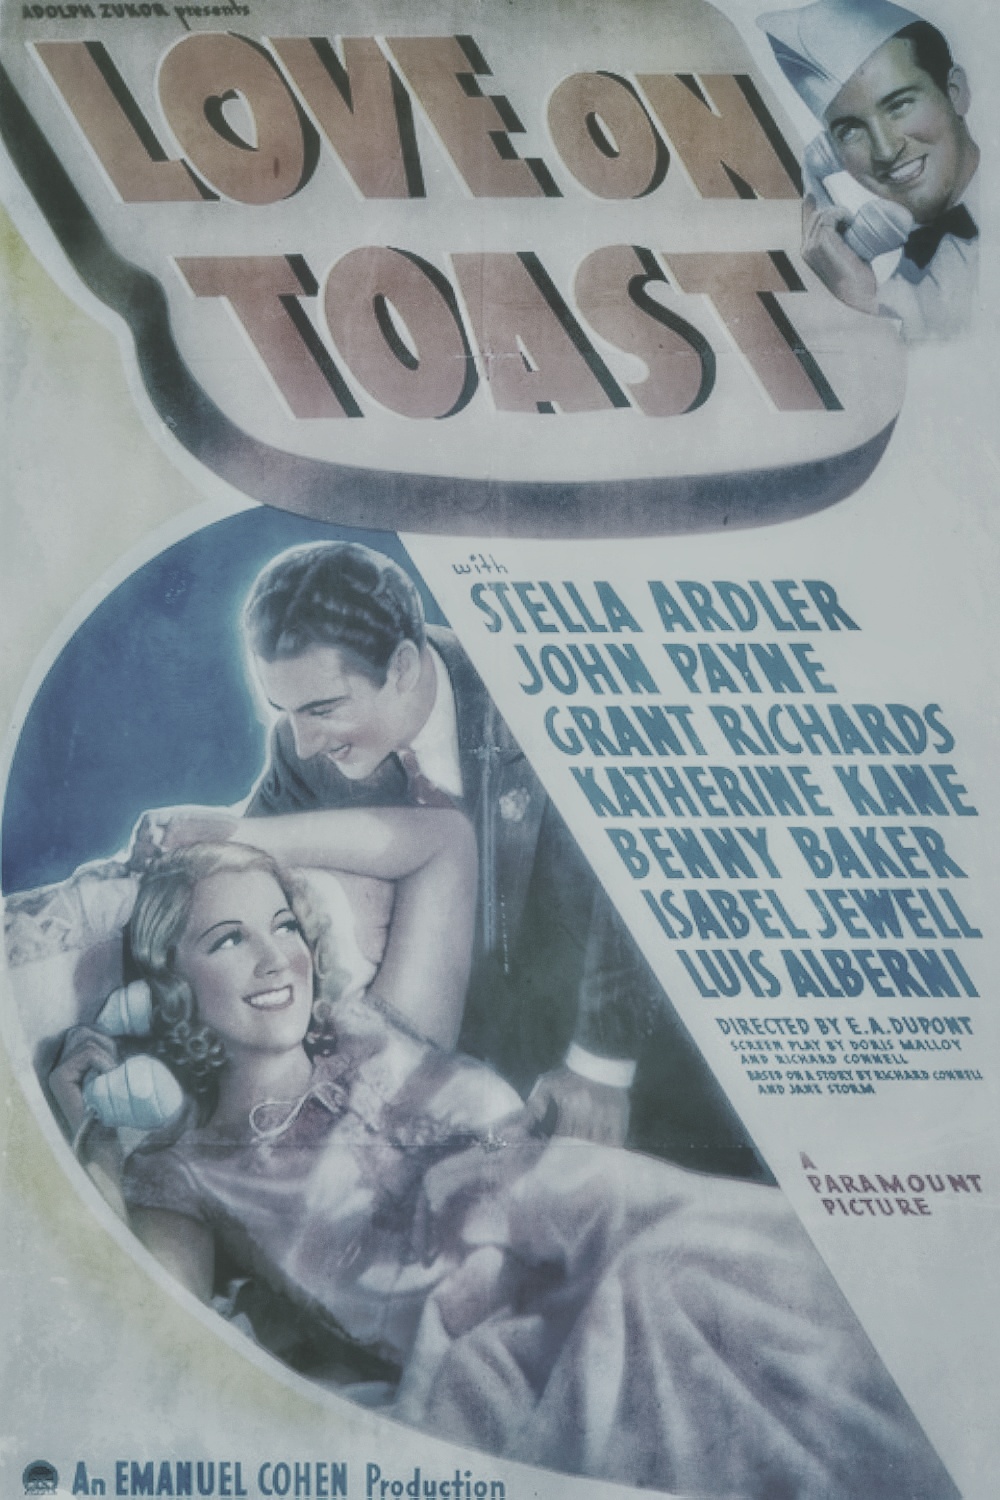 ADOLPH ZUKOR presents
LOVE ON
TOAST
with
STELLA ARDLER
JOHN PAYNE
GRANT RICHARDS
KATHERINE KANE
BENNY BAKER
ISABEL JEWELL
LUIS ALBERNI
DIRECTED BY E.A. DUPONT
SCREEN PLAY BY DORIS MALLOY
AND RICHARD CONNELL
BASED ON A STORY BY RICHARD CONNELL
AND JANE STORM
A
PARAMOUNT
PICTURE
An EMANUEL COHEN Production